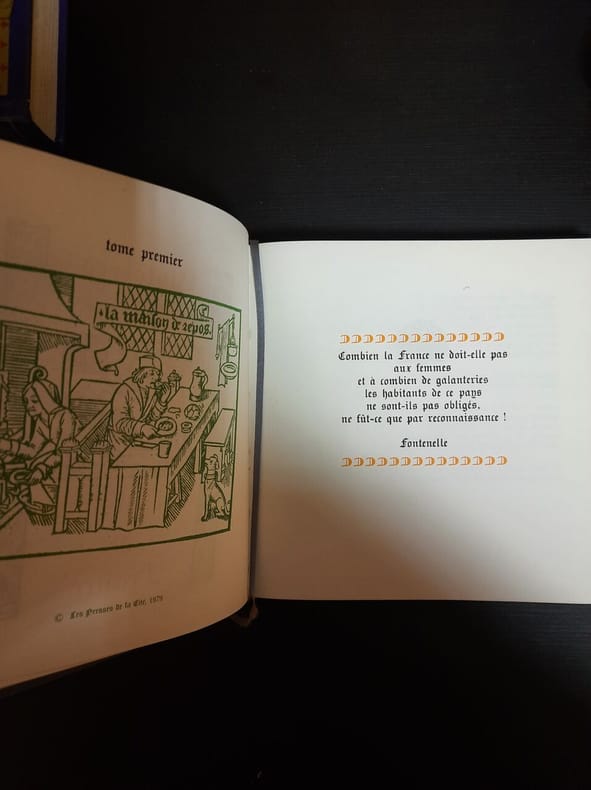 tome premier
la maison de repos.
© Les Presses de la Cité, 1979
Combien la France ne doit-elle pas
aux femmes
et à combien de galanteries
les habitants de ce pays
ne sont-ils pas obligés,
ne fût-ce que par reconnaissance !
Fontenelle